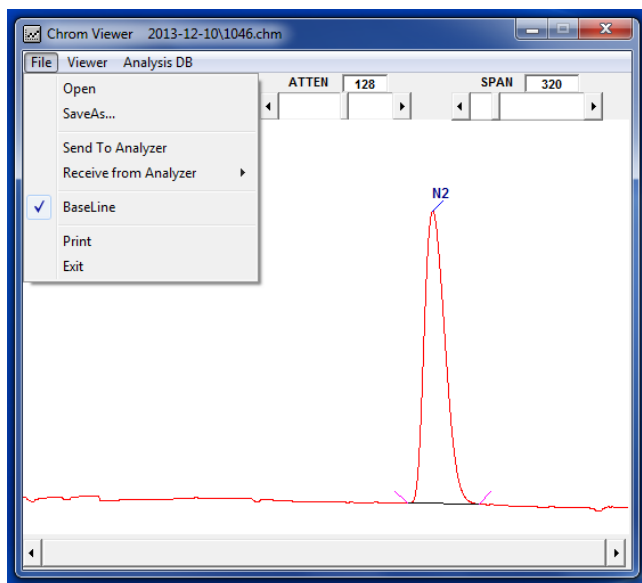 Chrom Viewer 2013-12-10\1046.chm
File Viewer Analysis DB
ATTEN 128 SPAN 320
Open
SaveAs...
Send To Analyzer
Receive from Analyzer
BaseLine
Print
Exit
N2